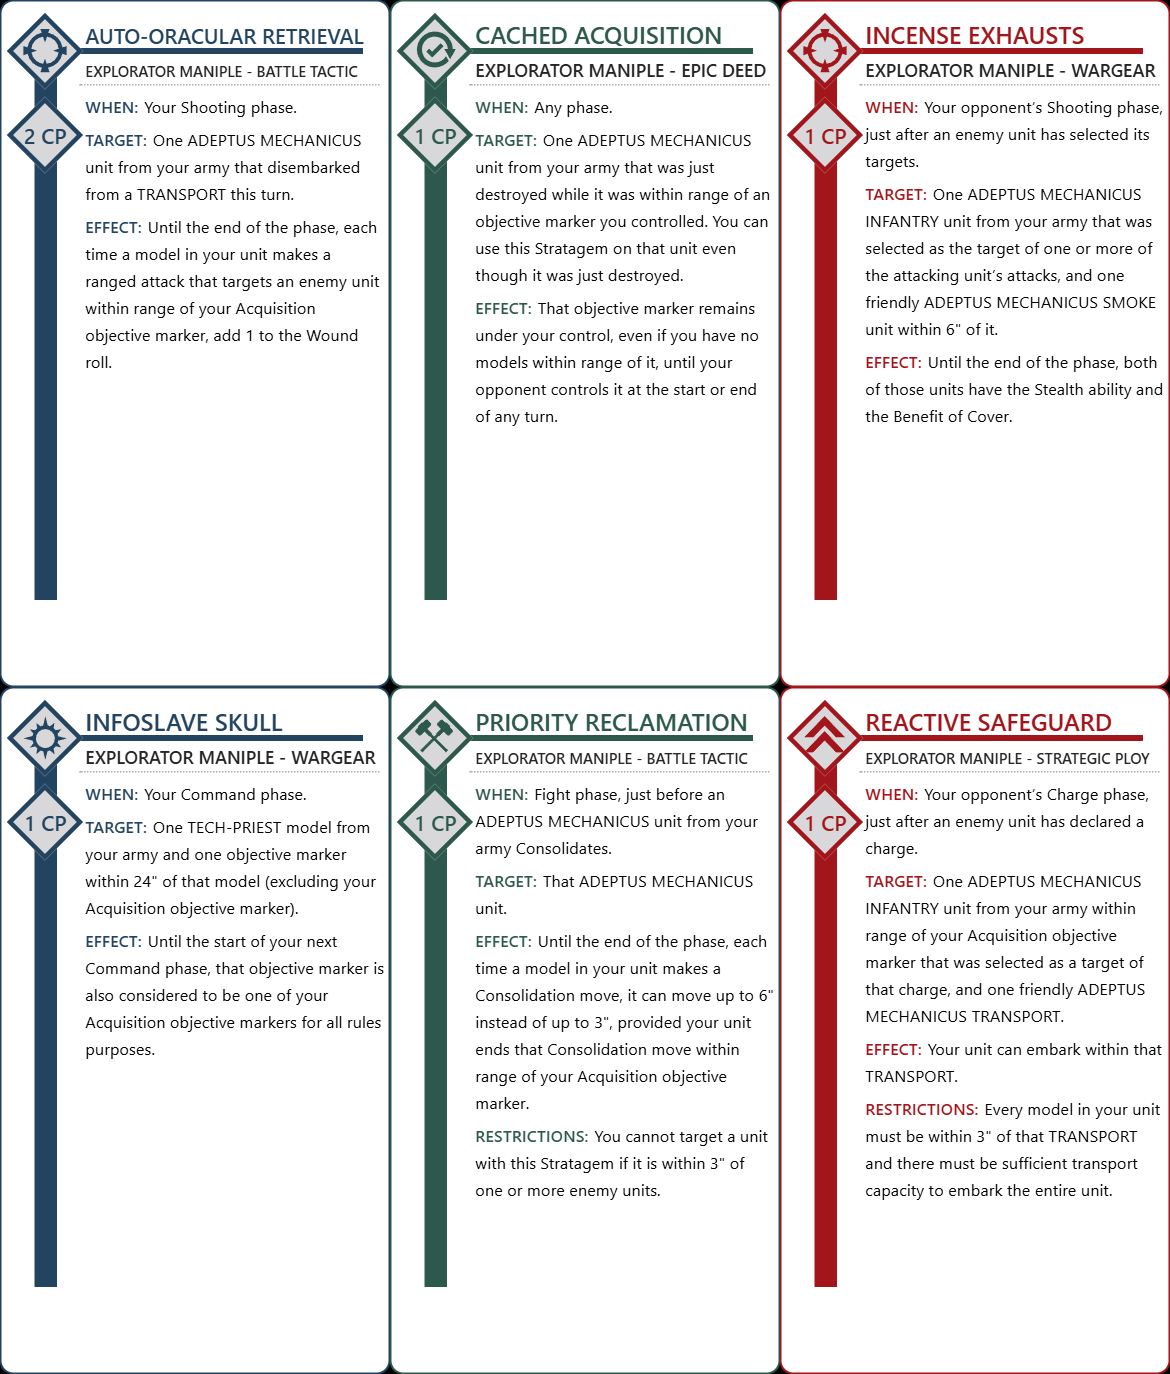 AUTO-ORACULAR RETRIEVAL
EXPLORATOR MANIPLE - BATTLE TACTIC
2 CP
WHEN: Your Shooting phase.
TARGET: One ADEPTUS MECHANICUS
unit from your army that disembarked
from a TRANSPORT this turn.
EFFECT: Until the end of the phase, each
time a model in your unit makes a
ranged attack that targets an enemy unit
within range of your Acquisition
objective marker, add 1 to the Wound
roll.
CACHED ACQUISITION
EXPLORATOR MANIPLE - EPIC DEED
1 CP
WHEN: Any phase.
TARGET: One ADEPTUS MECHANICUS
unit from your army that was just
destroyed while it was within range of an
objective marker you controlled. You can
use this Stratagem on that unit even
though it was just destroyed.
EFFECT: That objective marker remains
under your control, even if you have no
models within range of it, until your
opponent controls it at the start or end
of any turn.
INCENSE EXHAUSTS
EXPLORATOR MANIPLE - WARGEAR
1 CP
WHEN: Your opponent's Shooting phase,
just after an enemy unit has selected its
targets.
TARGET: One ADEPTUS MECHANICUS
INFANTRY unit from your army that was
selected as the target of one or more of
the attacking unit's attacks, and one
friendly ADEPTUS MECHANICUS SMOKE
unit within 6" of it.
EFFECT: Until the end of the phase, both
of those units have the Stealth ability and
the Benefit of Cover.
INFOSLAVE SKULL
EXPLORATOR MANIPLE - WARGEAR
1 CP
WHEN: Your Command phase.
TARGET: One TECH-PRIEST model from
your army and one objective marker
within 24" of that model (excluding your
Acquisition objective marker).
EFFECT: Until the start of your next
Command phase, that objective marker is
also considered to be one of your
Acquisition objective markers for all rules
purposes.
PRIORITY RECLAMATION
EXPLORATOR MANIPLE - BATTLE TACTIC
1 CP
WHEN: Fight phase, just before an
ADEPTUS MECHANICUS unit from your
army Consolidates.
TARGET: That ADEPTUS MECHANICUS
unit.
EFFECT: Until the end of the phase, each
time a model in your unit makes a
Consolidation move, it can move up to 6"
instead of up to 3", provided your unit
ends that Consolidation move within
range of your Acquisition objective
marker.
RESTRICTIONS: You cannot target a unit
with this Stratagem if it is within 3" of
one or more enemy units.
REACTIVE SAFEGUARD
EXPLORATOR MANIPLE - STRATEGIC PLOY
1 CP
WHEN: Your opponent's Charge phase,
just after an enemy unit has declared a
charge.
TARGET: One ADEPTUS MECHANICUS
INFANTRY unit from your army within
range of your Acquisition objective
marker that was selected as a target of
that charge, and one friendly ADEPTUS
MECHANICUS TRANSPORT.
EFFECT: Your unit can embark within that
TRANSPORT.
RESTRICTIONS: Every model in your unit
must be within 3" of that TRANSPORT
and there must be sufficient transport
capacity to embark the entire unit.